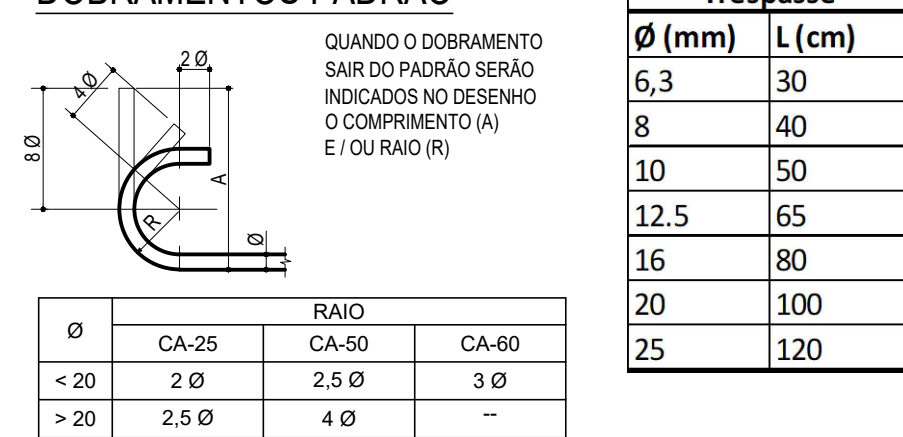 DOBRAMENTOS PADRÃO
QUANDO O DOBRAMENTO
SAIR DO PADRÃO SERÃO
INDICADOS NO DESENHO
O COMPRIMENTO (A)
E / OU RAIO (R)
2 Ø
4 Ø
8 Ø
A
R
Ø
Ø RAIO
CA-25 CA-50 CA-60
< 20 2 Ø 2,5 Ø 3 Ø
> 20 2,5 Ø 4 Ø --
Trespasse
Ø (mm) L (cm)
6,3 30
8 40
10 50
12.5 65
16 80
20 100
25 120